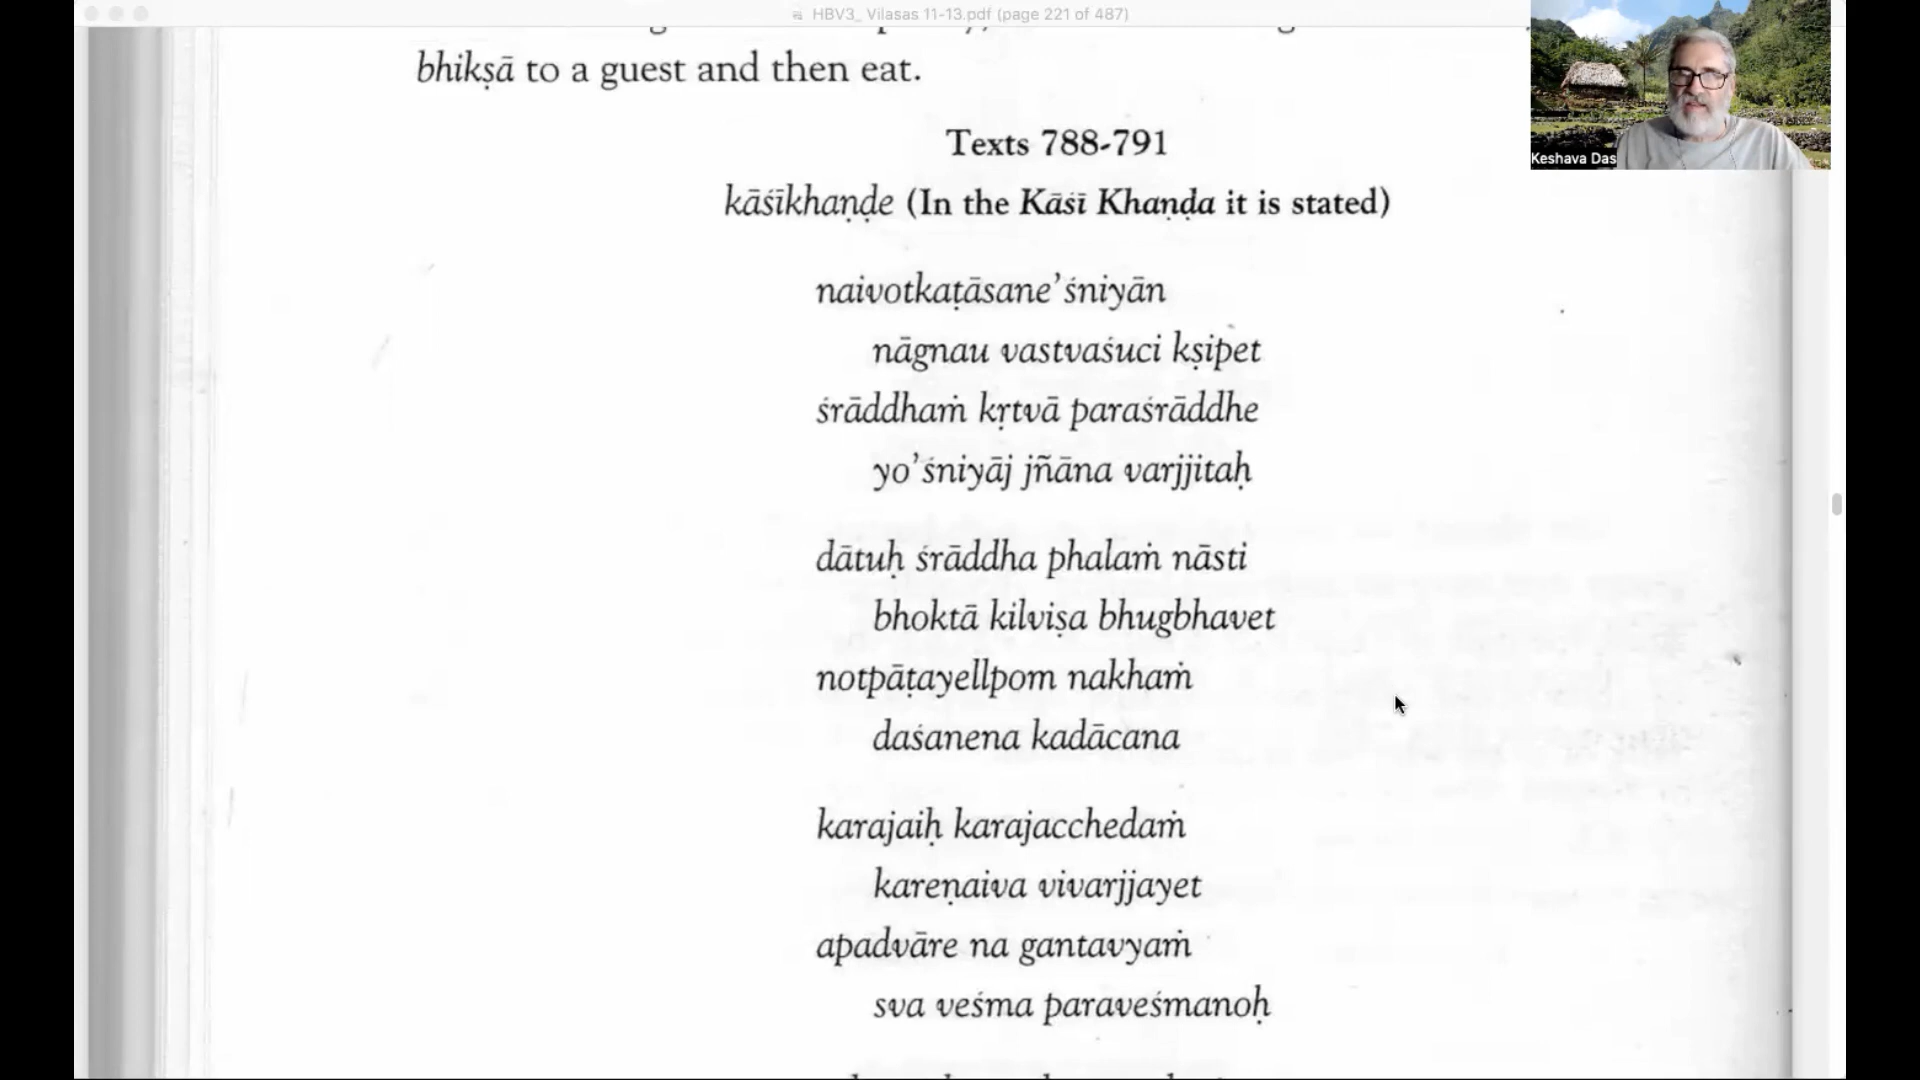 HBV3_ Vilasas 11-13.pdf (page 221 of 487)
bhikṣā to a guest and then eat.
Keshava Das
Texts 788-791
kāśīkhaṇḍe (In the Kāśī Khaṇḍa it is stated)
naivotkaṭāsane’śniyān
nāgnau vastvaśuci kṣipet
śrāddhaṁ kṛtvā paraśrāddhe
yo’śniyāj jñāna varjjitaḥ
dātuḥ śrāddha phalaṁ nāsti
bhoktā kilviṣa bhugbhavet
notpāṭayellpom nakhaṁ
daśanena kadācana
karajaiḥ karajacchedaṁ
kareṇaiva vivarjjayet
apadvāre na gantavyaṁ
sva veśma paraveśmanoḥ